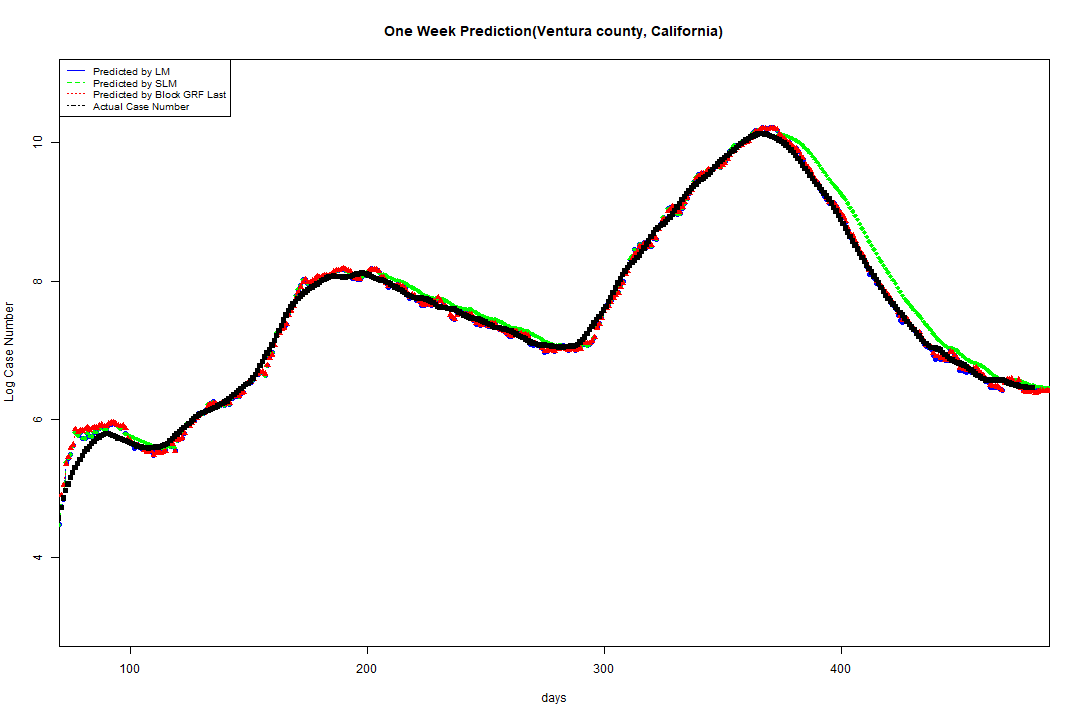 One Week Prediction(Ventura county, California)
Predicted by LM
Predicted by SLM
Predicted by Block GRF Last
Actual Case Number
10
8
6
4
Log Case Number
100
200
300
400
days